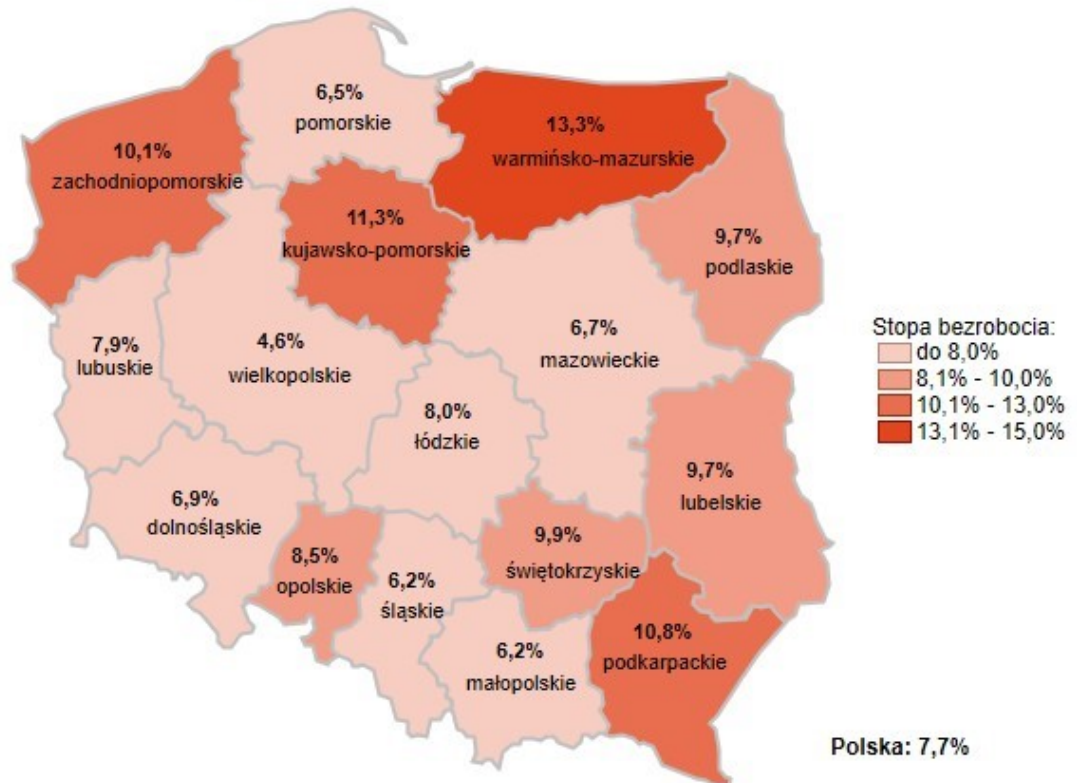 6,5%
pomorskie
13,3%
warmińsko-mazurskie
10,1%
zachodniopomorskie
11,3%
kujawsko-pomorskie
9,7%
podlaskie
7,9%
lubuskie
4,6%
wielkopolskie
6,7%
mazowieckie
8,0%
łódzkie
9,7%
lubelskie
6,9%
dolnośląskie
8,5%
opolskie
6,2%
śląskie
9,9%
świętokrzyskie
6,2%
małopolskie
10,8%
podkarpackie
Stopa bezrobocia:
do 8,0%
8,1% - 10,0%
10,1% - 13,0%
13,1% - 15,0%
Polska: 7,7%